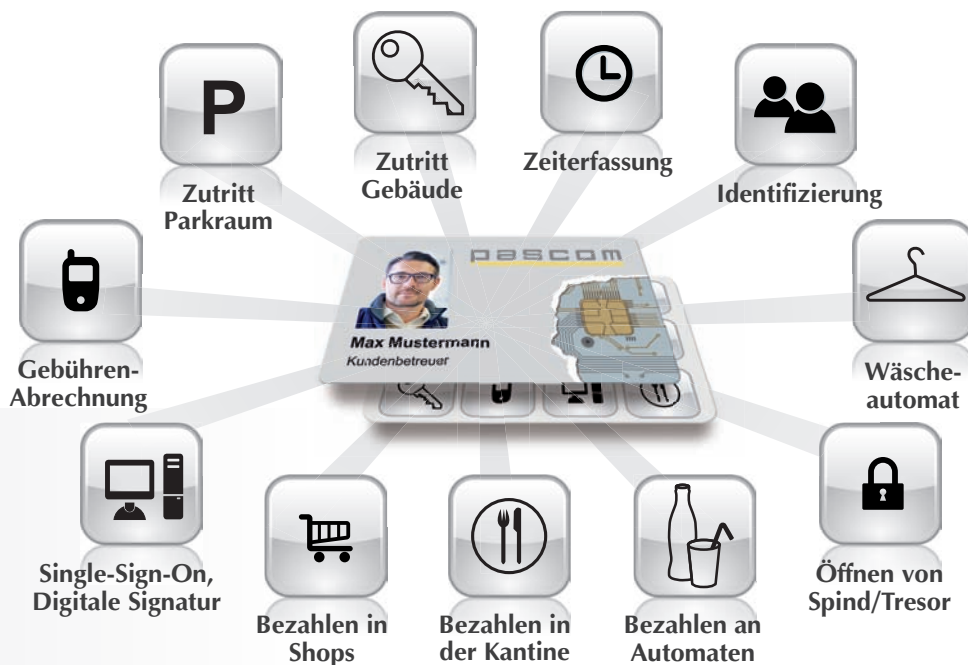 P
Zutritt
Parkraum
Zutritt
Gebäude
Zeiterfassung
Identifizierung
Gebühren-
Abrechnung
pascom
Max Mustermann
Kundenbetreuer
Wäsche-
automat
Single-Sign-On,
Digitale Signatur
Bezahlen in
Shops
Bezahlen in
der Kantine
Bezahlen an
Automaten
Öffnen von
Spind/Tresor